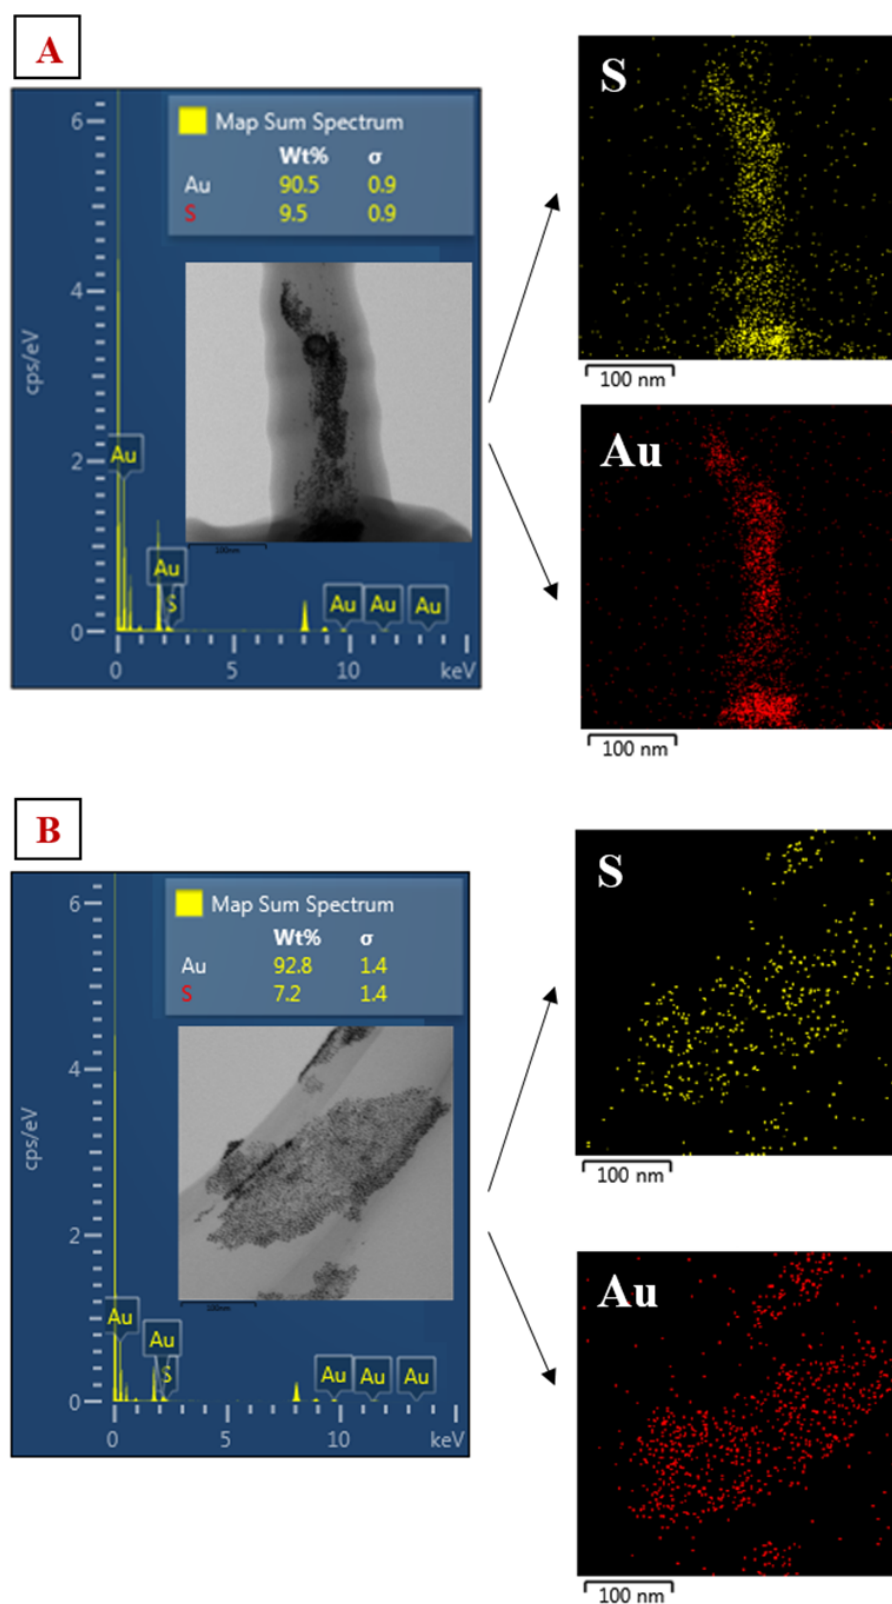 A
Map Sum Spectrum
Wt% σ
Au 90.5 0.9
S 9.5 0.9
6
4
2
0
cps/eV
Au
Au
S
Au Au Au
0 5 10 keV
100nm
S
100 nm
Au
100 nm
B
Map Sum Spectrum
Wt% σ
Au 92.8 1.4
S 7.2 1.4
6
4
2
0
cps/eV
Au
Au
S
Au Au Au
0 5 10 keV
100nm
S
100 nm
Au
100 nm